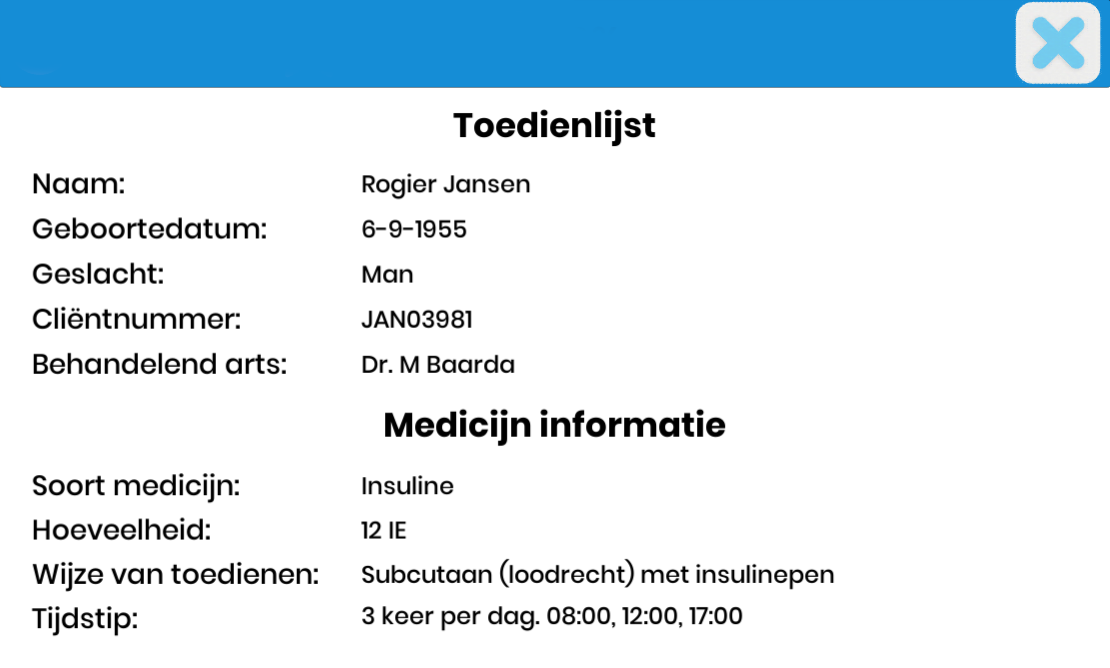 Toedienlijst
Naam: Rogier Jansen
Geboortedatum: 6-9-1955
Geslacht: Man
Cliëntnummer: JAN03981
Behandelend arts: Dr. M Baarda
Medicijn informatie
Soort medicijn: Insuline
Hoeveelheid: 12 IE
Wijze van toedienen: Subcutaan (loodrecht) met insulinepen
Tijdstip: 3 keer per dag. 08:00, 12:00, 17:00